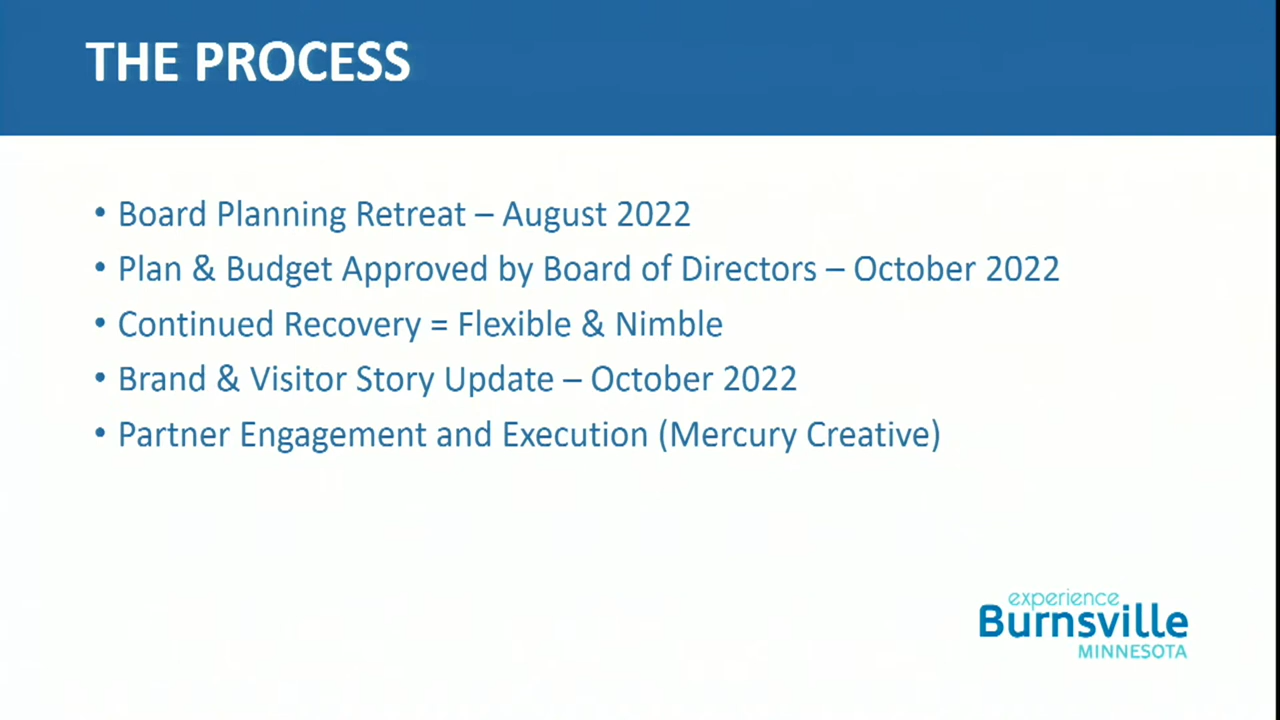 THE PROCESS
• Board Planning Retreat – August 2022
• Plan & Budget Approved by Board of Directors – October 2022
• Continued Recovery = Flexible & Nimble
• Brand & Visitor Story Update – October 2022
• Partner Engagement and Execution (Mercury Creative)
experience
Burnsville
MINNESOTA